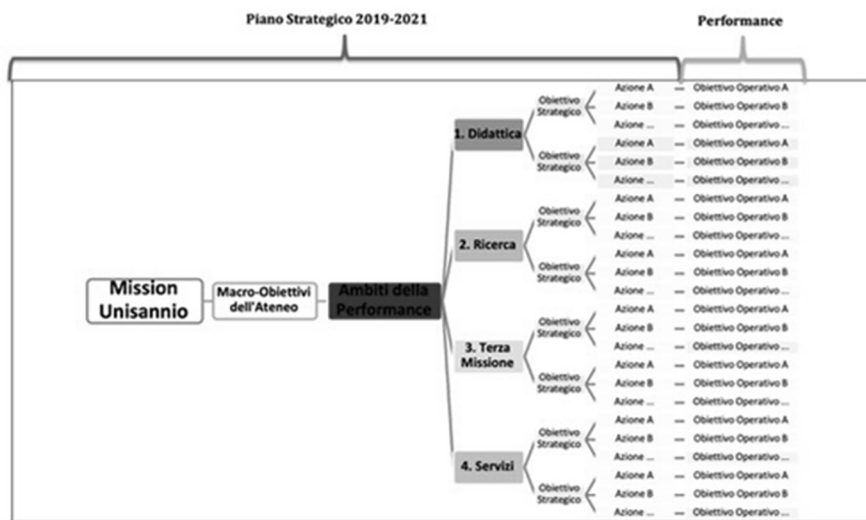 Piano Strategico 2019-2021
Performance
Mission
Unisannio
Macro-Obiettivi
dell'Ateneo
Ambiti della
Performance
1. Didattica
Obiettivo
Strategico
Azione A — Obiettivo Operativo A
Azione B — Obiettivo Operativo B
Azione ... — Obiettivo Operativo ...
Obiettivo
Strategico
Azione A — Obiettivo Operativo A
Azione B — Obiettivo Operativo B
Azione ... — Obiettivo Operativo ...
2. Ricerca
Obiettivo
Strategico
Azione A — Obiettivo Operativo A
Azione B — Obiettivo Operativo B
Azione ... — Obiettivo Operativo ...
Obiettivo
Strategico
Azione A — Obiettivo Operativo A
Azione B — Obiettivo Operativo B
Azione ... — Obiettivo Operativo ...
3. Terza
Missione
Obiettivo
Strategico
Azione A — Obiettivo Operativo A
Azione B — Obiettivo Operativo B
Azione ... — Obiettivo Operativo ...
Obiettivo
Strategico
Azione A — Obiettivo Operativo A
Azione B — Obiettivo Operativo B
Azione ... — Obiettivo Operativo ...
4. Servizi
Obiettivo
Strategico
Azione A — Obiettivo Operativo A
Azione B — Obiettivo Operativo B
Azione ... — Obiettivo Operativo ...
Obiettivo
Strategico
Azione A — Obiettivo Operativo A
Azione B — Obiettivo Operativo B
Azione ... — Obiettivo Operativo ...